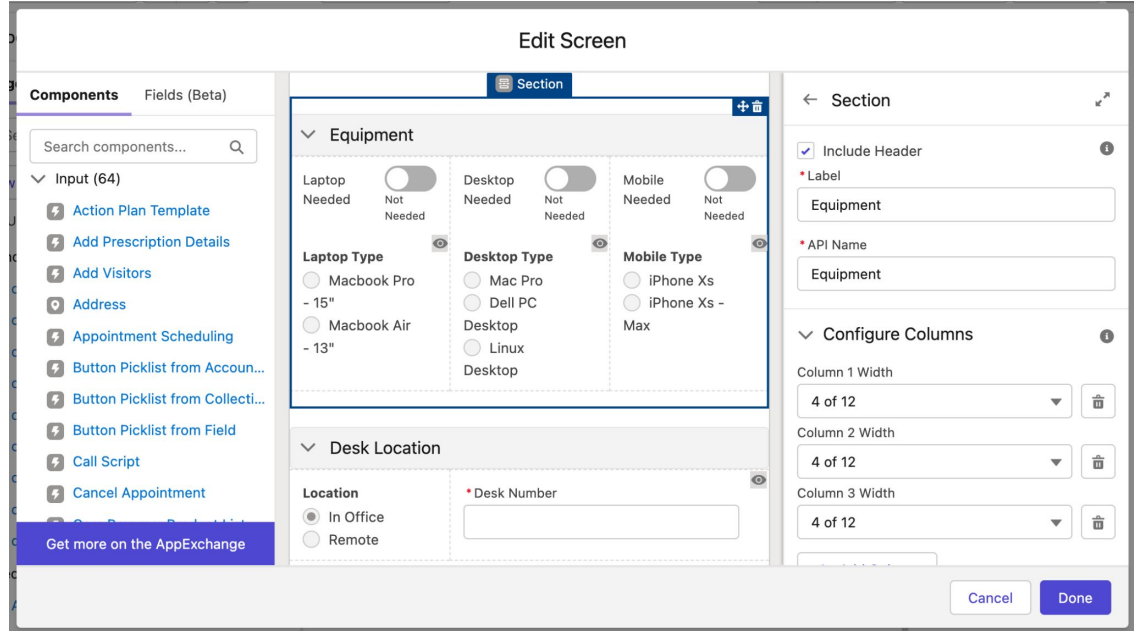 Edit Screen
Components
Fields (Beta)
Search components...
Input (64)
Action Plan Template
Add Prescription Details
Add Visitors
Address
Appointment Scheduling
Button Picklist from Accoun...
Button Picklist from Collecti...
Button Picklist from Field
Call Script
Cancel Appointment
Get more on the AppExchange
Section
Equipment
Laptop
Needed
Not
Needed
Desktop
Needed
Not
Needed
Mobile
Needed
Not
Needed
Laptop Type
Macbook Pro
- 15"
Macbook Air
- 13"
Desktop Type
Mac Pro
Dell PC
Desktop
Linux
Desktop
Mobile Type
iPhone Xs
iPhone Xs -
Max
Desk Location
Location
In Office
Remote
* Desk Number
Section
Include Header
* Label
Equipment
* API Name
Equipment
Configure Columns
Column 1 Width
4 of 12
Column 2 Width
4 of 12
Column 3 Width
4 of 12
Cancel
Done